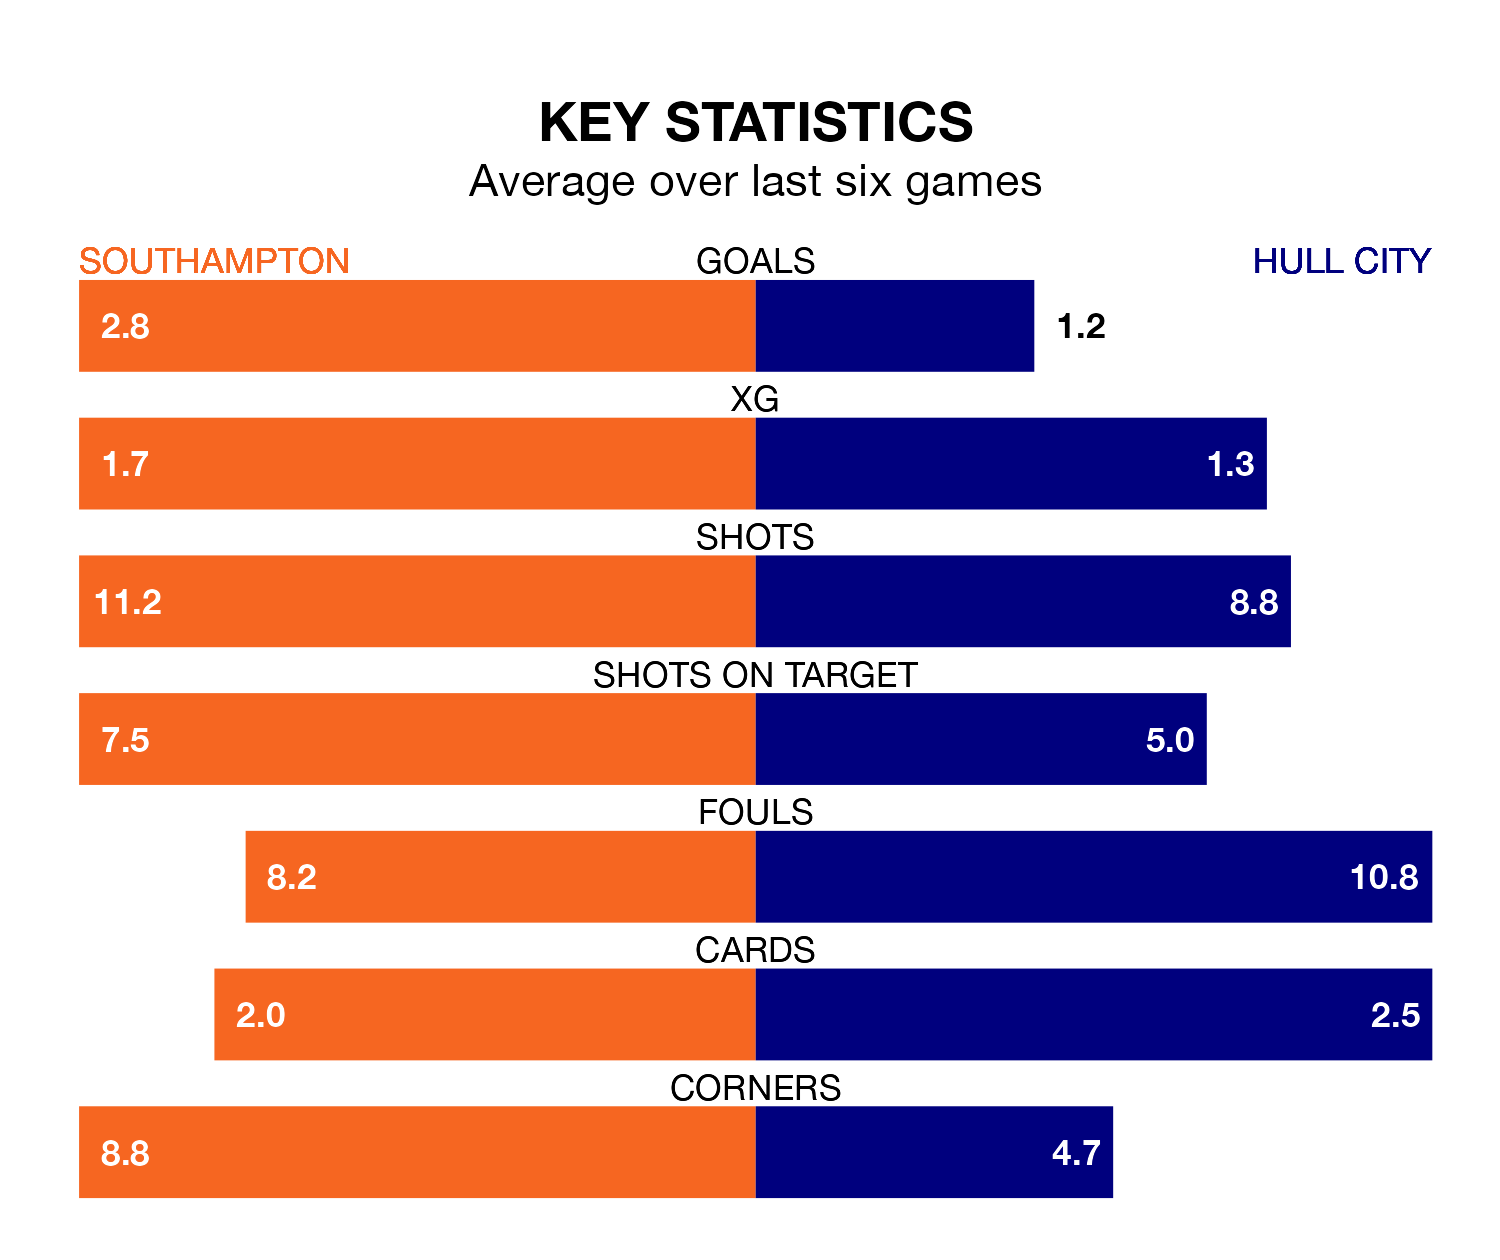 KEY STATISTICS
Average over last six games
SOUTHAMPTON GOALS HULL CITY
2.8 1.2
XG
1.7 1.3
SHOTS
11.2 8.8
SHOTS ON TARGET
7.5 5.0
FOULS
8.2 10.8
CARDS
2.0 2.5
CORNERS
8.8 4.7